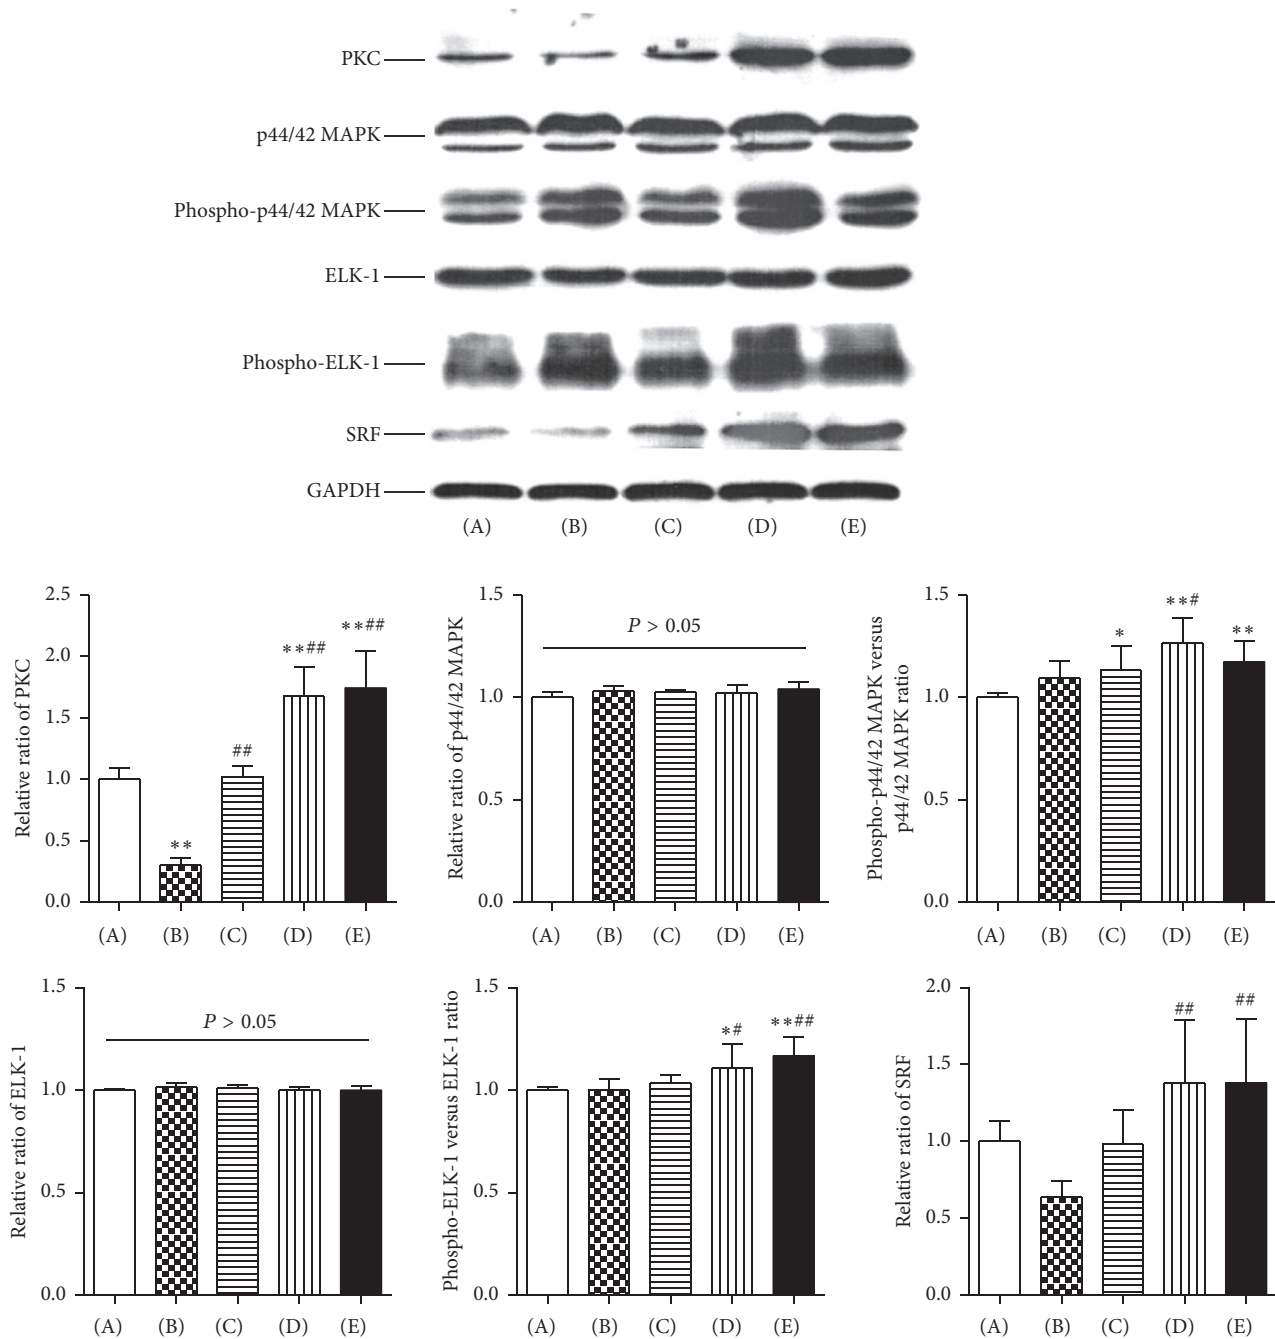 PKC
p44/42 MAPK
Phospho-p44/42 MAPK
ELK-1
Phospho-ELK-1
SRF
GAPDH
(A) (B) (C) (D) (E)
Relative ratio of PKC
2.5
2.0
1.5
1.0
0.5
0.0
**
##
**##
**##
(A) (B) (C) (D) (E)
Relative ratio of p44/42 MAPK
1.5
1.0
0.5
0.0
P > 0.05
(A) (B) (C) (D) (E)
Phospho-p44/42 MAPK versus
p44/42 MAPK ratio
1.5
1.0
0.5
0.0
*
**#
**
(A) (B) (C) (D) (E)
Relative ratio of ELK-1
1.5
1.0
0.5
0.0
P > 0.05
(A) (B) (C) (D) (E)
Phospho-ELK-1 versus ELK-1 ratio
1.5
1.0
0.5
0.0
*#
**##
(A) (B) (C) (D) (E)
Relative ratio of SRF
2.0
1.5
1.0
0.5
0.0
##
##
(A) (B) (C) (D) (E)